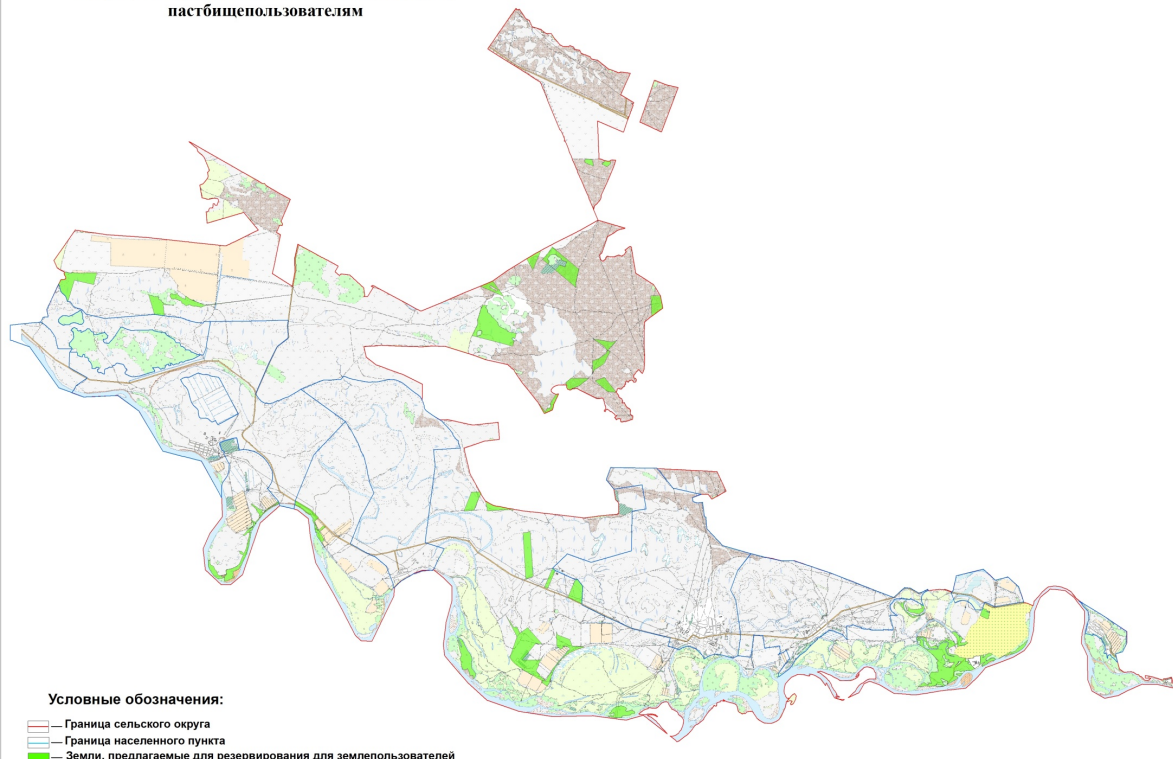 пастбищепользователям
Условные обозначения:
— Граница сельского округа
— Граница населенного пункта
— Земли, предлагаемые для резервирования для землепользователей